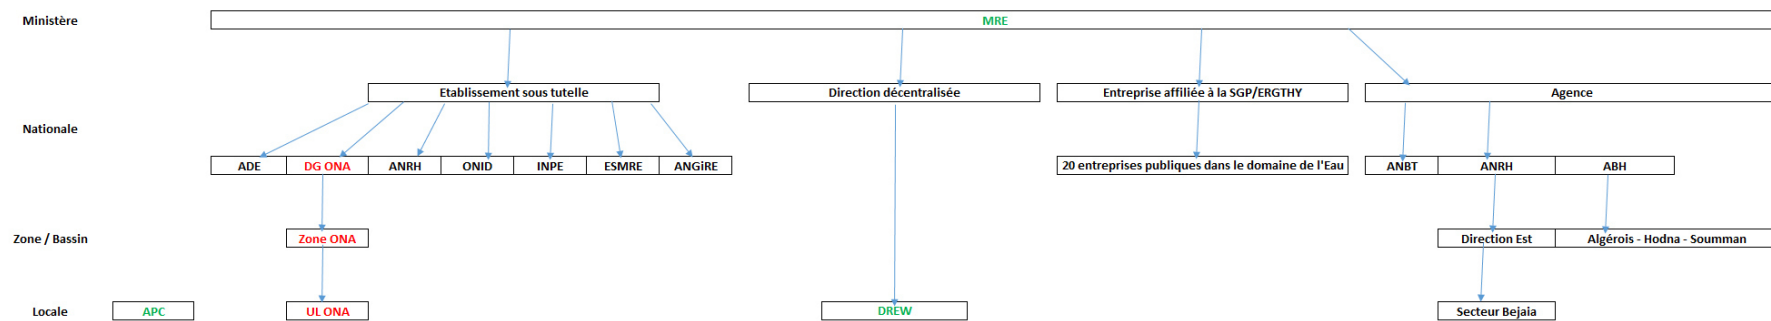 Ministère
MRE
Etablissement sous tutelle
Direction décentralisée
Entreprise affiliée à la SGP/ERGTHY
Agence
Nationale
ADE
DG ONA
ANRH
ONID
INPE
ESMRE
ANGiRE
20 entreprises publiques dans le domaine de l'Eau
ANBT
ANRH
ABH
Zone / Bassin
Zone ONA
Direction Est
Algérois - Hodna - Soumman
Locale
APC
UL ONA
DREW
Secteur Bejaia